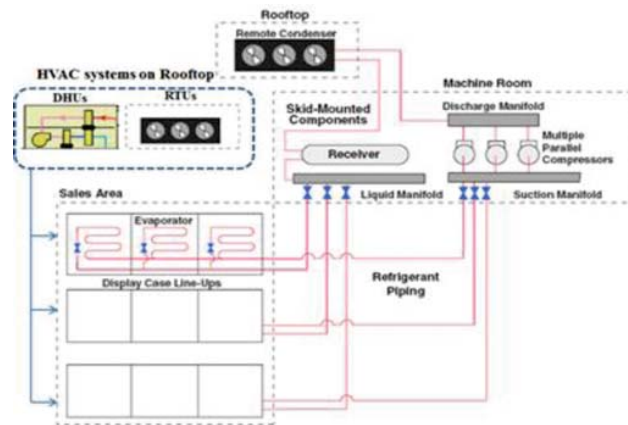 Rooftop
Remote Condenser
HVAC systems on Rooftop
DHUs
RTUs
Machine Room
Skid-Mounted
Components
Discharge Manifold
Multiple
Parallel
Compressors
Receiver
Sales Area
Liquid Manifold
Suction Manifold
Evaporator
Refrigerant
Piping
Display Case Line-Ups